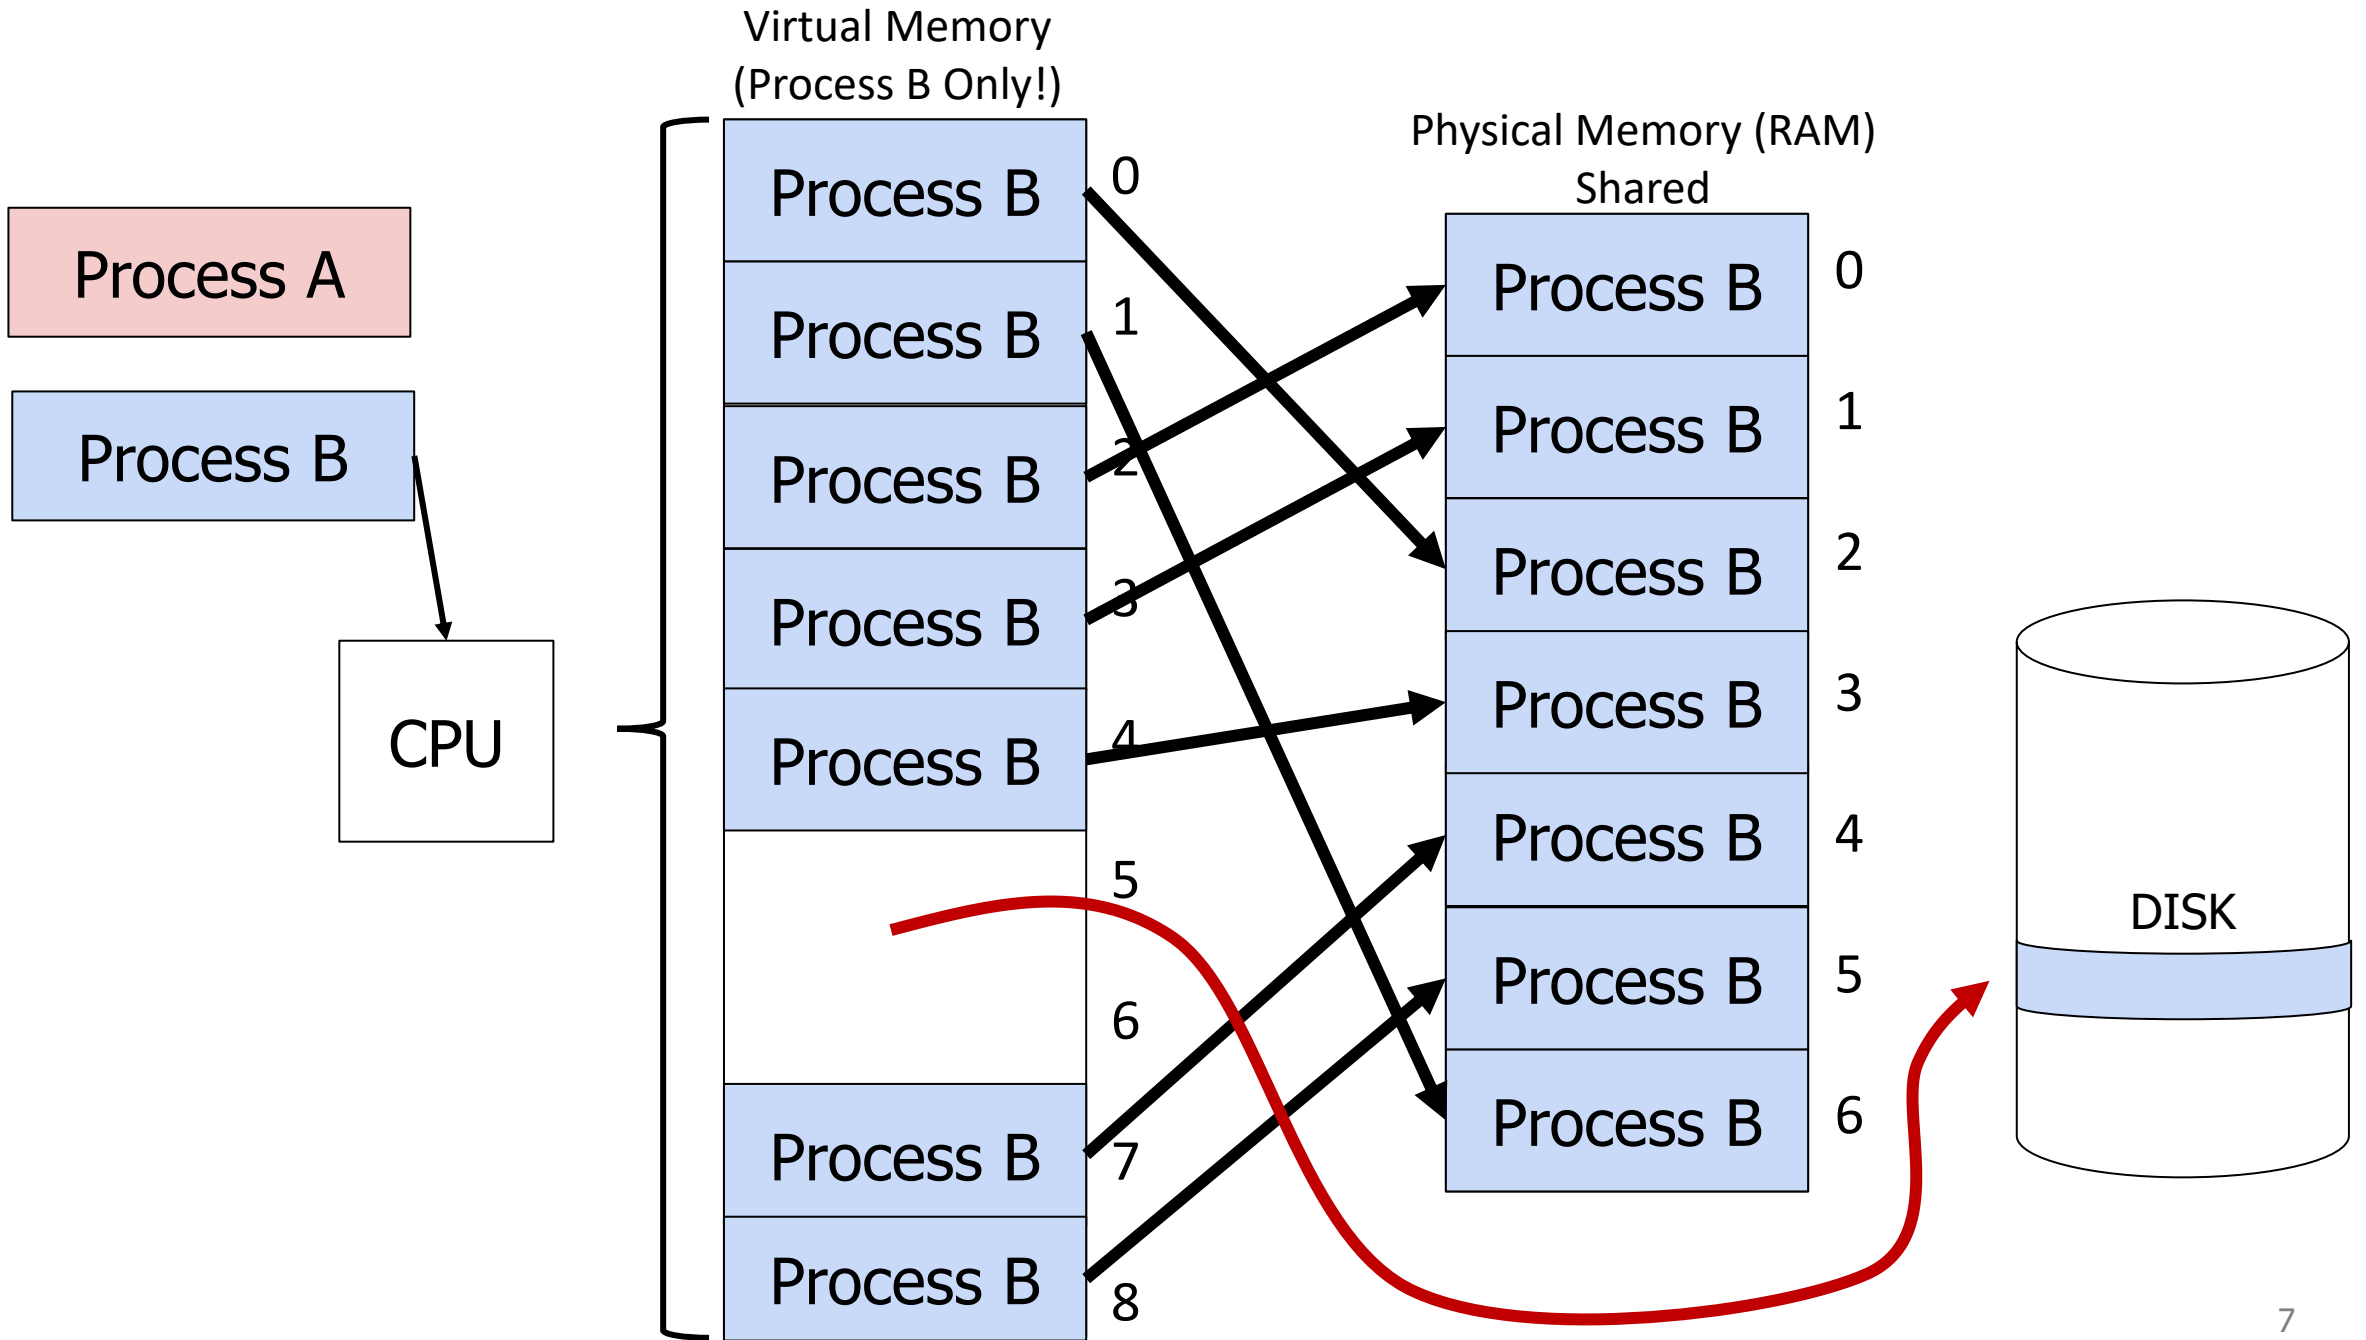 Virtual Memory
(Process B Only!)
Physical Memory (RAM)
Shared
Process A
Process B
CPU
Process B 0
Process B 1
Process B 2
Process B 3
Process B 4
5
6
Process B 7
Process B 8
Process B 0
Process B 1
Process B 2
Process B 3
Process B 4
Process B 5
Process B 6
DISK
7